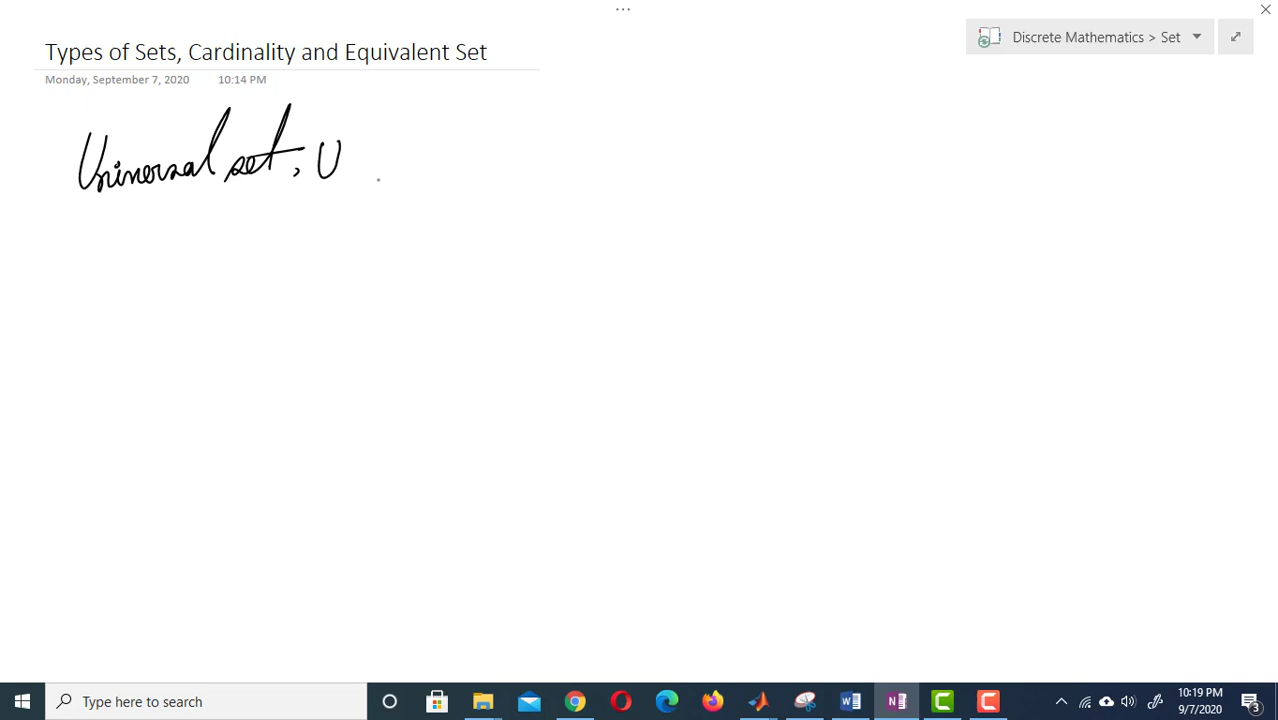 ...
Types of Sets, Cardinality and Equivalent Set
Discrete Mathematics > Set
Monday, September 7, 2020 10:14 PM
Universal set, U
Type here to search
10:19 PM
9/7/2020
3